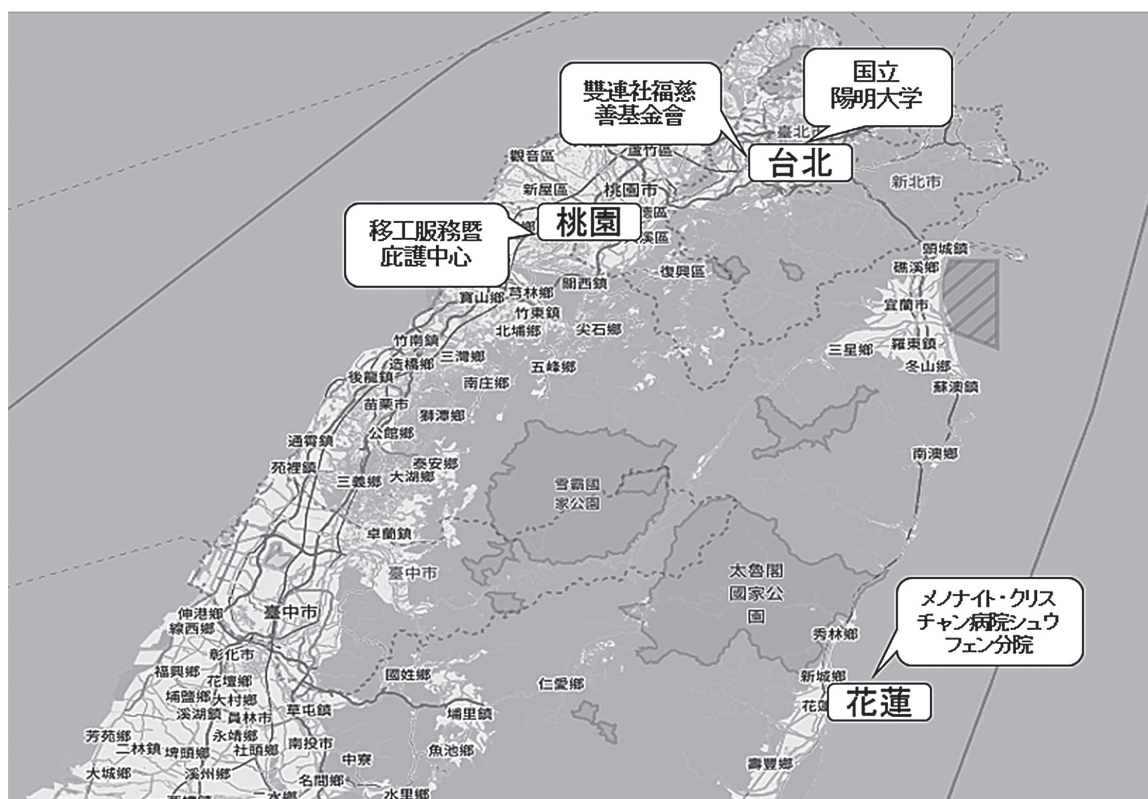 国立
陽明大学
雙連社福慈
善基金會
臺北市
台北
蘆竹區
觀音區
新屋區
桃園市
新北市
桃園
移工服務暨
庇護中心
頭城鎮
礁溪鄉
復興區
關西鎮
芎林鄉
寶山鄉
宜蘭市
竹東鎮
北埔鄉
尖石鄉
竹南鎮
三灣鄉
三星鄉
羅東鎮
造橋鄉
五峰鄉
冬山鄉
後龍鎮
南庄鄉
蘇澳鎮
苗栗市
獅潭鄉
公館鄉
通霄鎮
南澳鄉
苑裡鎮
泰安鄉
大湖鄉
三義鄉
雪霸國
家公園
卓蘭鎮
臺中市
太魯閣
國家公
園
メノナイト・クリス
チャン病院シュウ
フェン分院
伸港鄉
臺中市
線西鄉
秀林鄉
彰化市
福興鄉
花壇鄉
國姓鄉
仁愛鄉
新城鄉
花蓮
埔鹽鄉
大村鄉
溪湖鎮
員林市
草屯鎮
埔里鎮
芳苑鄉
永靖鄉
二林鎮
埤頭鄉
社頭鄉
南投市
魚池鄉
中寮
大城鄉
溪州鄉
名間鄉
壽豐鄉
二水鄉
水里鄉